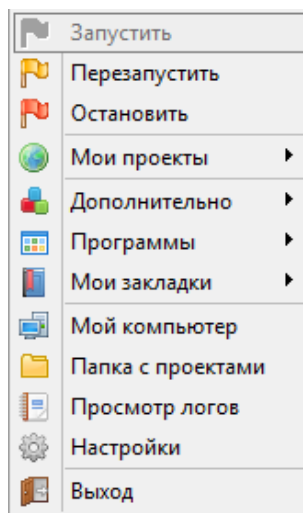 Запустить
Перезапустить
Остановить
Мои проекты
Дополнительно
Программы
Мои закладки
Мой компьютер
Папка с проектами
Просмотр логов
Настройки
Выход